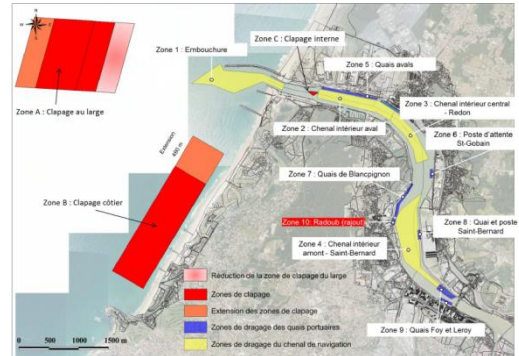 N
W
E
S
Zone A : Clapage au large
Zone 1 : Embouchure
Zone C : Clapage interne
Zone 5 : Quais avals
Zone 3 : Chenal intérieur central
- Redon
Zone 2 : Chenal intérieur aval
Zone 6 : Poste d'attente
St-Gobain
Extension
480 m
Zone B : Clapage côtier
Zone 7 : Quais de Blancpignon
Zone 10: Radoub (rajout)
Zone 8 : Quai et poste
Saint-Bernard
Zone 4 : Chenal intérieur
amont - Saint-Bernard
Zone 9 : Quais Foy et Leroy
Réduction de la zone de clapage du large
Zones de clapage
Extension des zones de clapage
Zones de dragage des quais portuaires
Zones de dragage du chenal de navigation
0 500 1000 1500 m